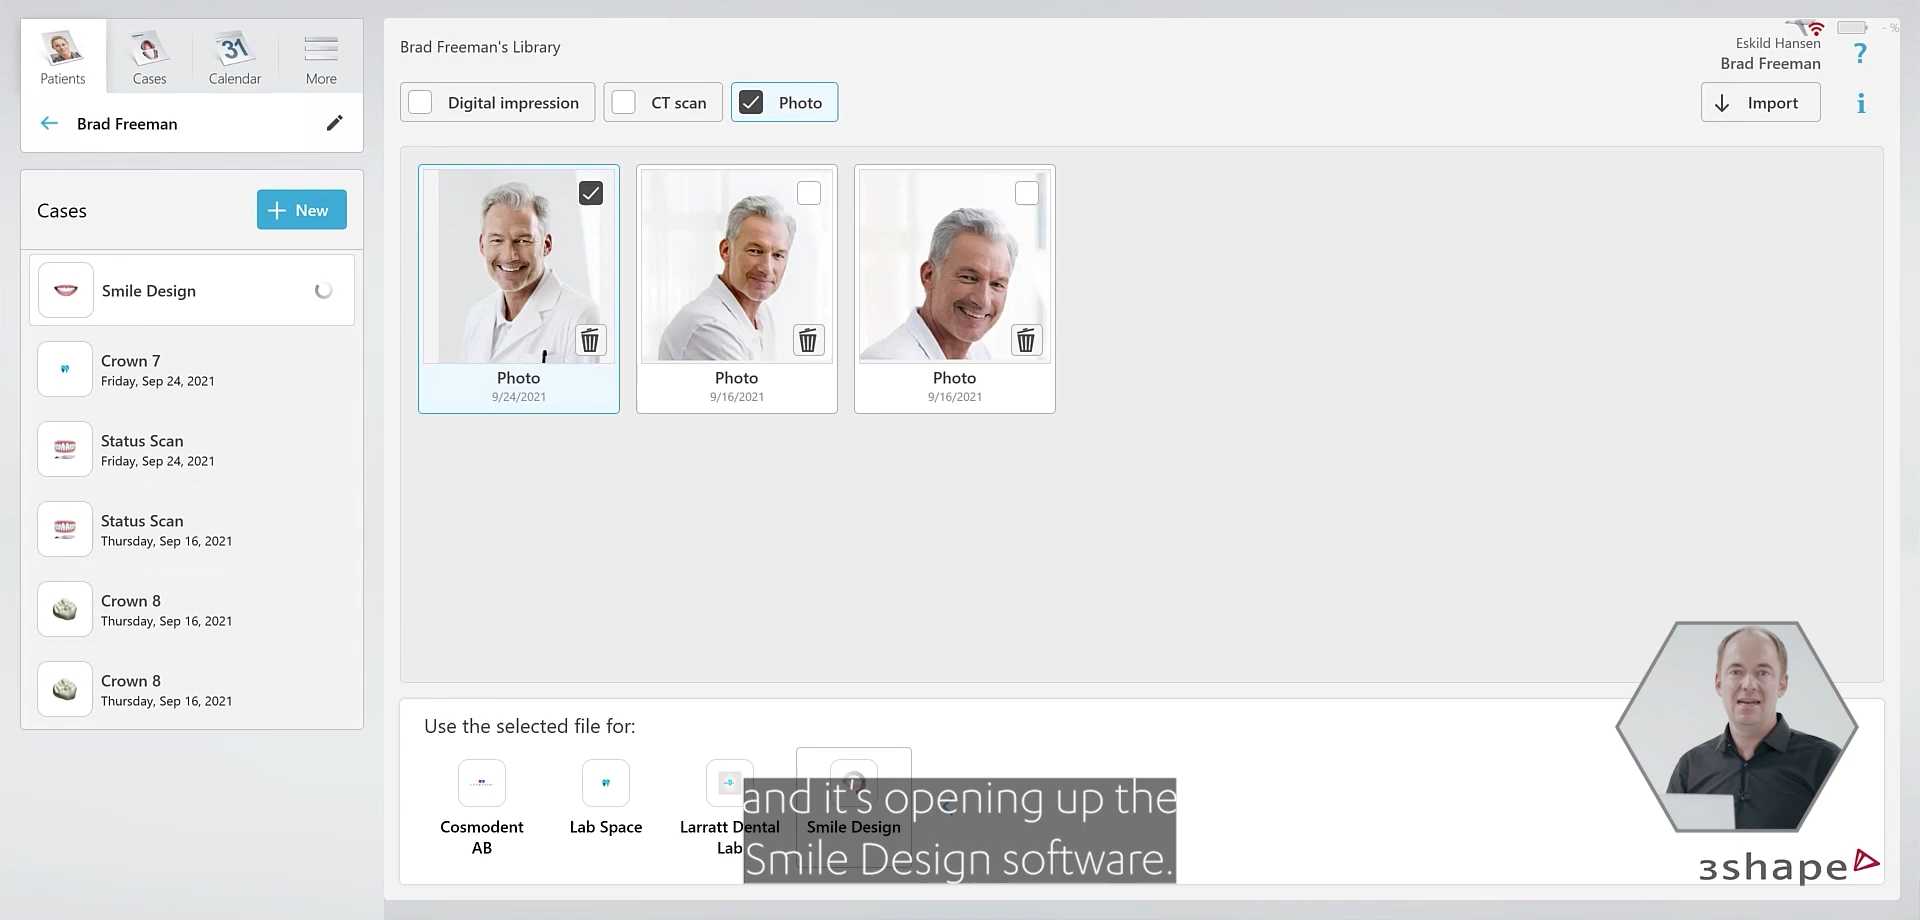 Patients
Cases
31
Calendar
More
Brad Freeman
Cases
+ New
Smile Design
Crown 7
Friday, Sep 24, 2021
Status Scan
Friday, Sep 24, 2021
Status Scan
Thursday, Sep 16, 2021
Crown 8
Thursday, Sep 16, 2021
Crown 8
Thursday, Sep 16, 2021
Brad Freeman's Library
- %
Eskild Hansen
Brad Freeman
?
Digital impression
CT scan
Photo
Import
i
Photo
9/24/2021
Photo
9/16/2021
Photo
9/16/2021
Use the selected file for:
Cosmodent
AB
Lab Space
Larratt Dental
Lab
Smile Design
and it's opening up the
Smile Design software.
3shape